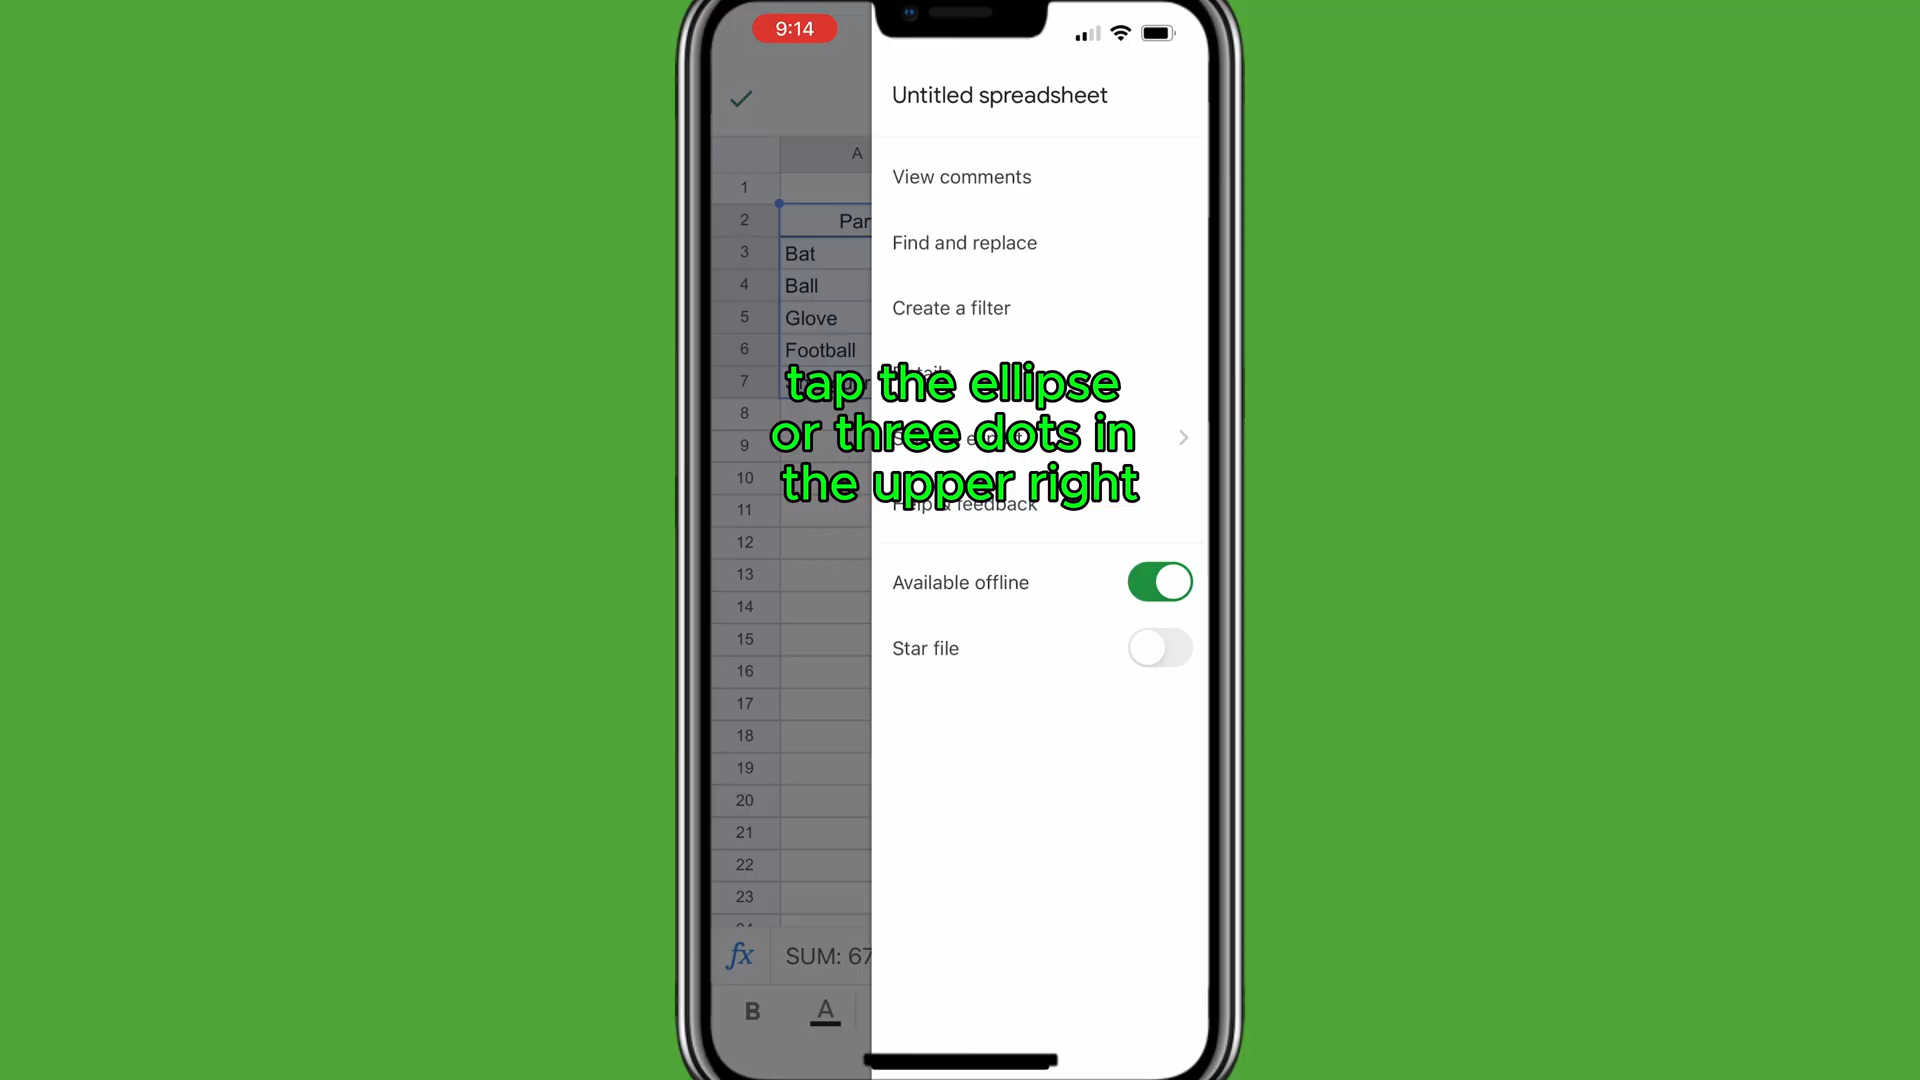 9:14
Untitled spreadsheet
A
View comments
1
2
Par
Find and replace
3
Bat
4
Ball
Create a filter
5
Glove
6
Football
7
tap the ellipse
8
or three dots in
9
the upper right
10
Help & feedback
11
12
13
Available offline
14
15
Star file
16
17
18
19
20
21
22
23
fx
SUM: 67
B
A